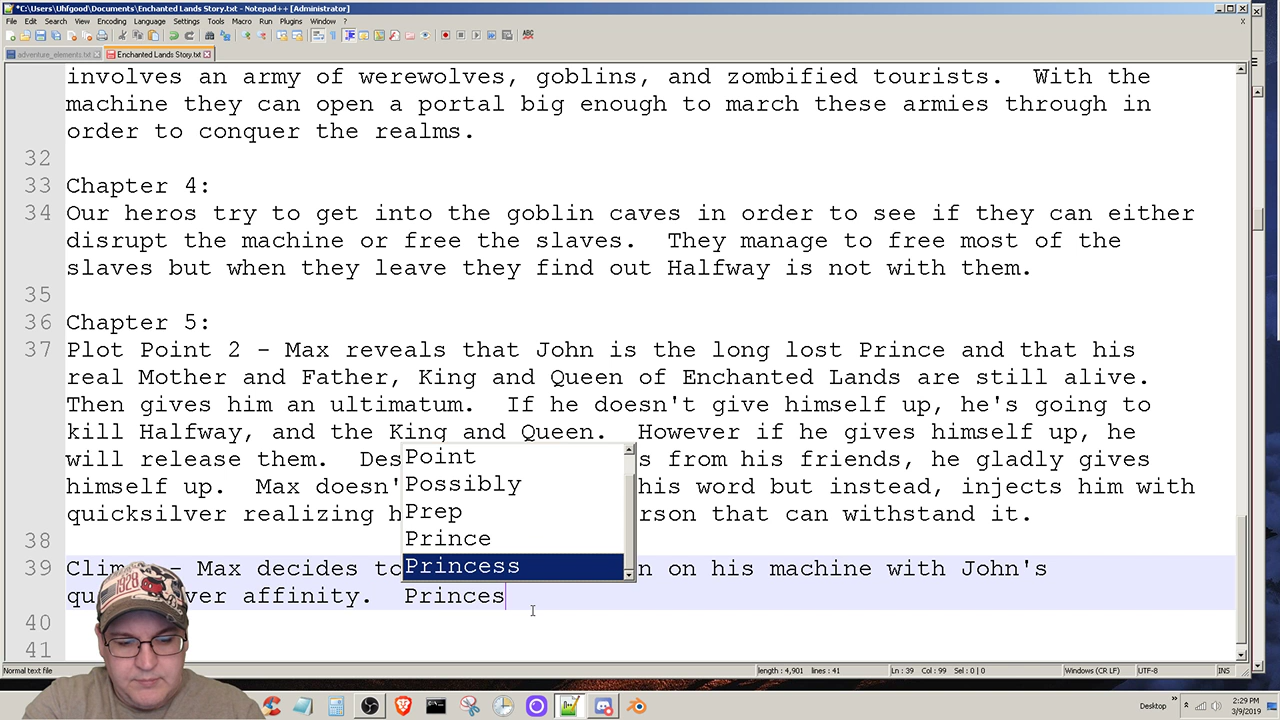 *C:\Users\Uhfgood\Documents\Enchanted Lands Story.txt - Notepad++ [Administrator]
File Edit Search View Encoding Language Settings Tools Macro Run Plugins Window ?
adventure_elements.txt Enchanted Lands Story.txt
involves an army of werewolves, goblins, and zombified tourists.  With the
machine they can open a portal big enough to march these armies through in
order to conquer the realms.
32
33 Chapter 4:
34 Our heros try to get into the goblin caves in order to see if they can either
disrupt the machine or free the slaves.  They manage to free most of the
slaves but when they leave they find out Halfway is not with them.
35
36 Chapter 5:
37 Plot Point 2 - Max reveals that John is the long lost Prince and that his
real Mother and Father, King and Queen of Enchanted Lands are still alive.
Then gives him an ultimatum.  If he doesn't give himself up, he's going to
kill Halfway, and the King and Queen.  However if he gives himself up, he
will release them.  Des s from his friends, he gladly gives
himself up.  Max doesn' his word but instead, injects him with
quicksilver realizing h rson that can withstand it.
Point
Possibly
Prep
Prince
Princess
38
39 Clim - Max decides to n on his machine with John's
qu ver affinity.  Princes
40
41
Normal text file length : 4,901 lines : 41 Ln : 39 Col : 99 Sel : 0 | 0 Windows (CR LF) UTF-8 INS
Desktop 2:29 PM
3/9/2019